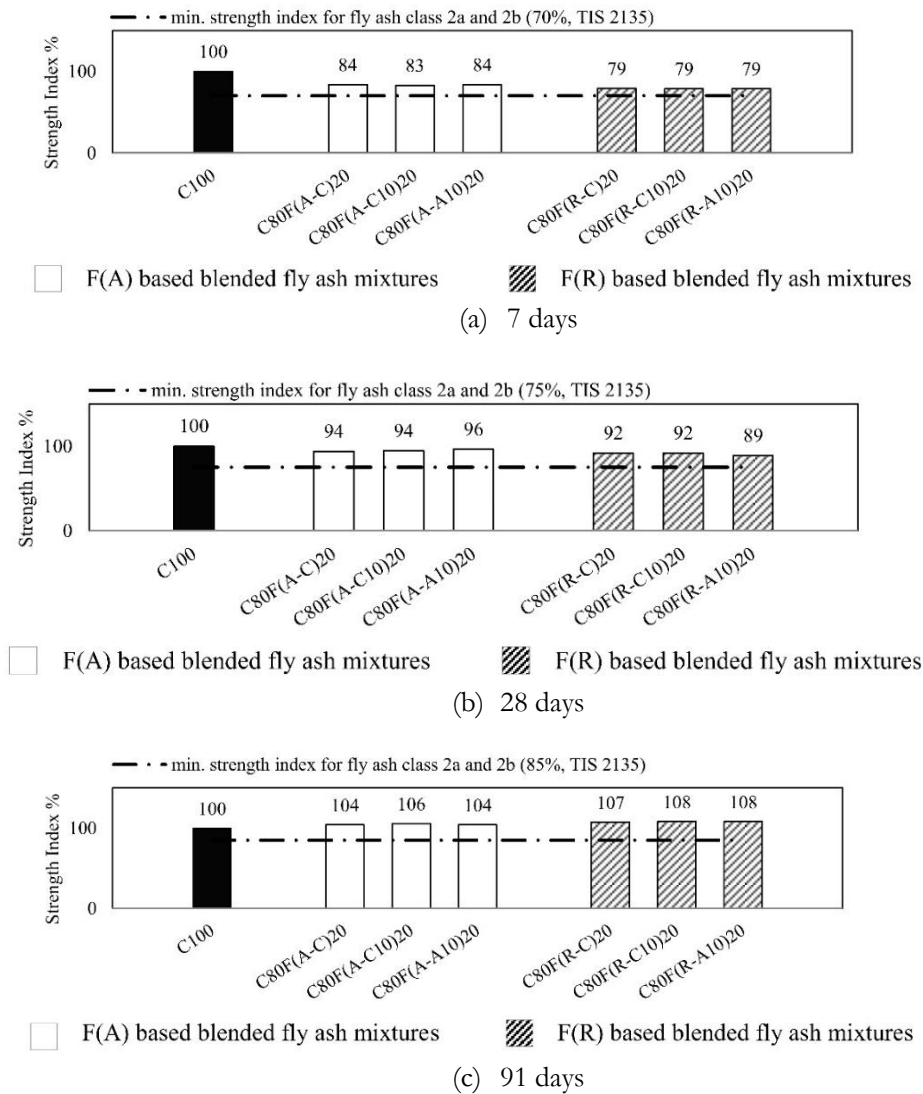 min. strength index for fly ash class 2a and 2b (70%, TIS 2135)
Strength Index %
100
0
100
84
83
84
79
79
79
C100
C80F(A-C)20
C80F(A-C10)20
C80F(A-A10)20
C80F(R-C)20
C80F(R-C10)20
C80F(R-A10)20
F(A) based blended fly ash mixtures
F(R) based blended fly ash mixtures
(a) 7 days
min. strength index for fly ash class 2a and 2b (75%, TIS 2135)
Strength Index %
100
0
100
94
94
96
92
92
89
C100
C80F(A-C)20
C80F(A-C10)20
C80F(A-A10)20
C80F(R-C)20
C80F(R-C10)20
C80F(R-A10)20
F(A) based blended fly ash mixtures
F(R) based blended fly ash mixtures
(b) 28 days
min. strength index for fly ash class 2a and 2b (85%, TIS 2135)
Strength Index %
100
0
100
104
106
104
107
108
108
C100
C80F(A-C)20
C80F(A-C10)20
C80F(A-A10)20
C80F(R-C)20
C80F(R-C10)20
C80F(R-A10)20
F(A) based blended fly ash mixtures
F(R) based blended fly ash mixtures
(c) 91 days